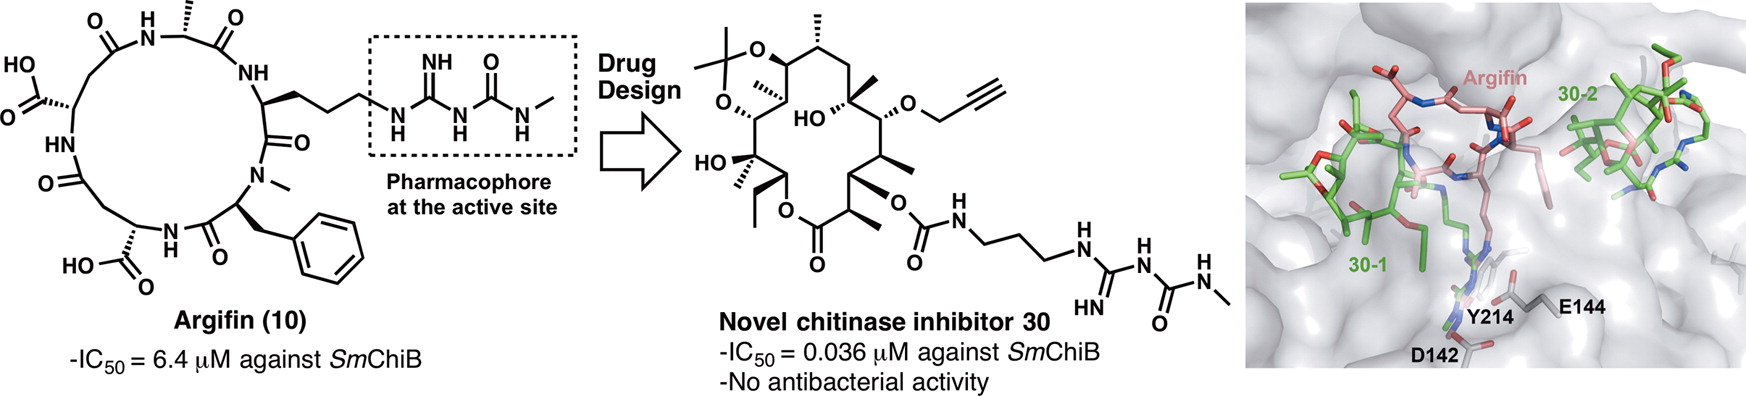 O
H
N
O
HO
O
NH
HN
O
O
N
HO
O
N
H
O
NH
O
N
H
N
H
N
H
Pharmacophore
at the active site
Argifin (10)
-IC50 = 6.4 μM against SmChiB
Drug
Design
O
O
HO
O
HO
O
O
O
O
H
N
H
N
HN
H
N
O
H
N
Novel chitinase inhibitor 30
-IC50 = 0.036 μM against SmChiB
-No antibacterial activity
Argifin
30-2
30-1
Y214
E144
D142